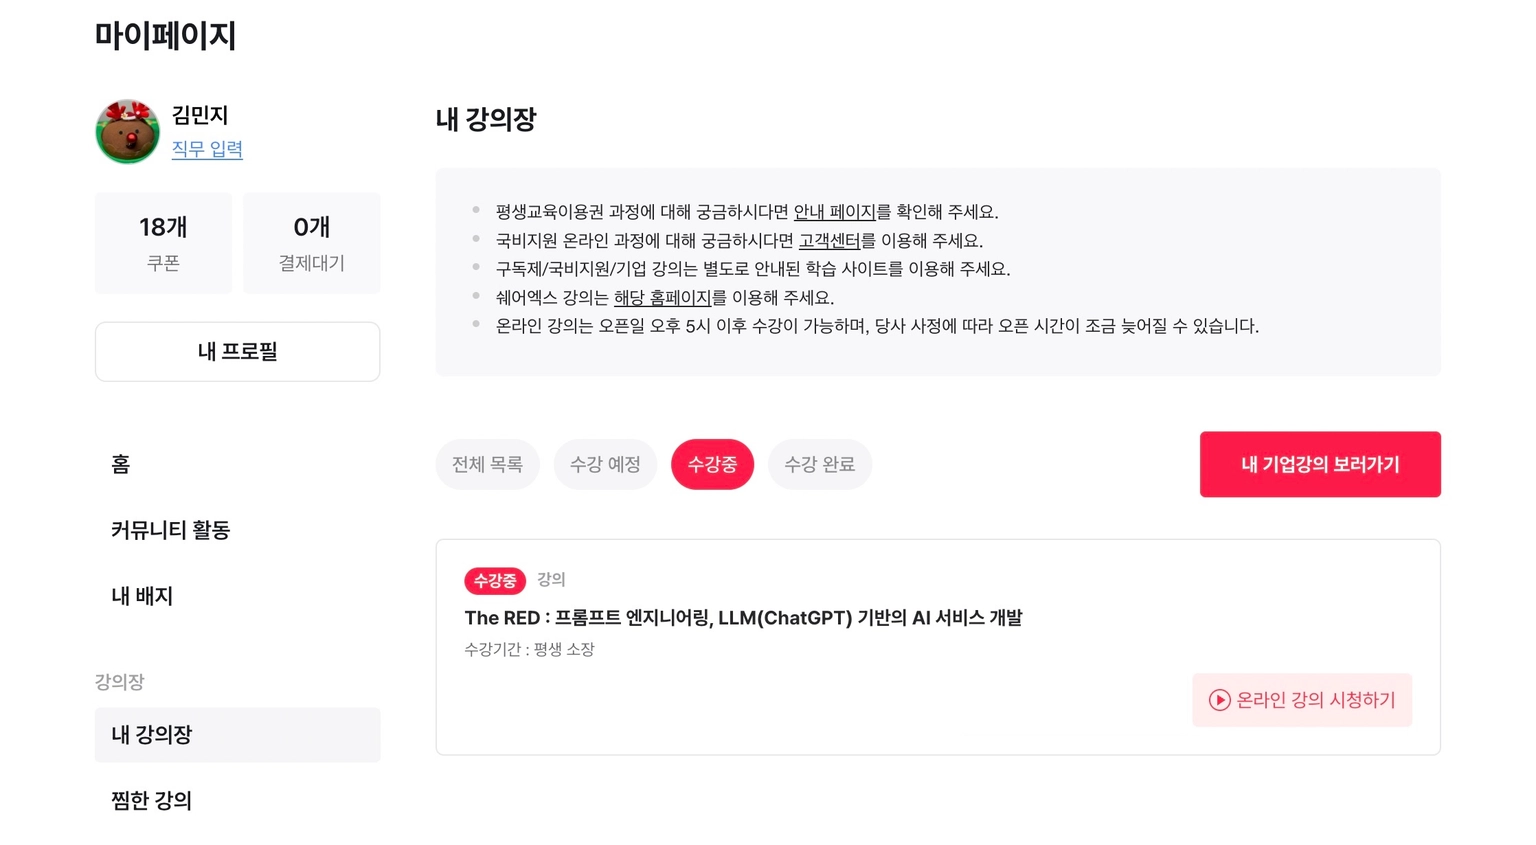 마이페이지
김민지
직무 입력
18개
쿠폰
0개
결제대기
내 프로필
홈
커뮤니티 활동
내 배지
강의장
내 강의장
찜한 강의
내 강의장
평생교육이용권 과정에 대해 궁금하시다면 안내 페이지를 확인해 주세요.
국비지원 온라인 과정에 대해 궁금하시다면 고객센터를 이용해 주세요.
구독제/국비지원/기업 강의는 별도로 안내된 학습 사이트를 이용해 주세요.
쉐어엑스 강의는 해당 홈페이지를 이용해 주세요.
온라인 강의는 오픈일 오후 5시 이후 수강이 가능하며, 당사 사정에 따라 오픈 시간이 조금 늦어질 수 있습니다.
전체 목록 수강 예정 수강중 수강 완료
내 기업강의 보러가기
수강중 강의
The RED : 프롬프트 엔지니어링, LLM(ChatGPT) 기반의 AI 서비스 개발
수강기간 : 평생 소장
온라인 강의 시청하기